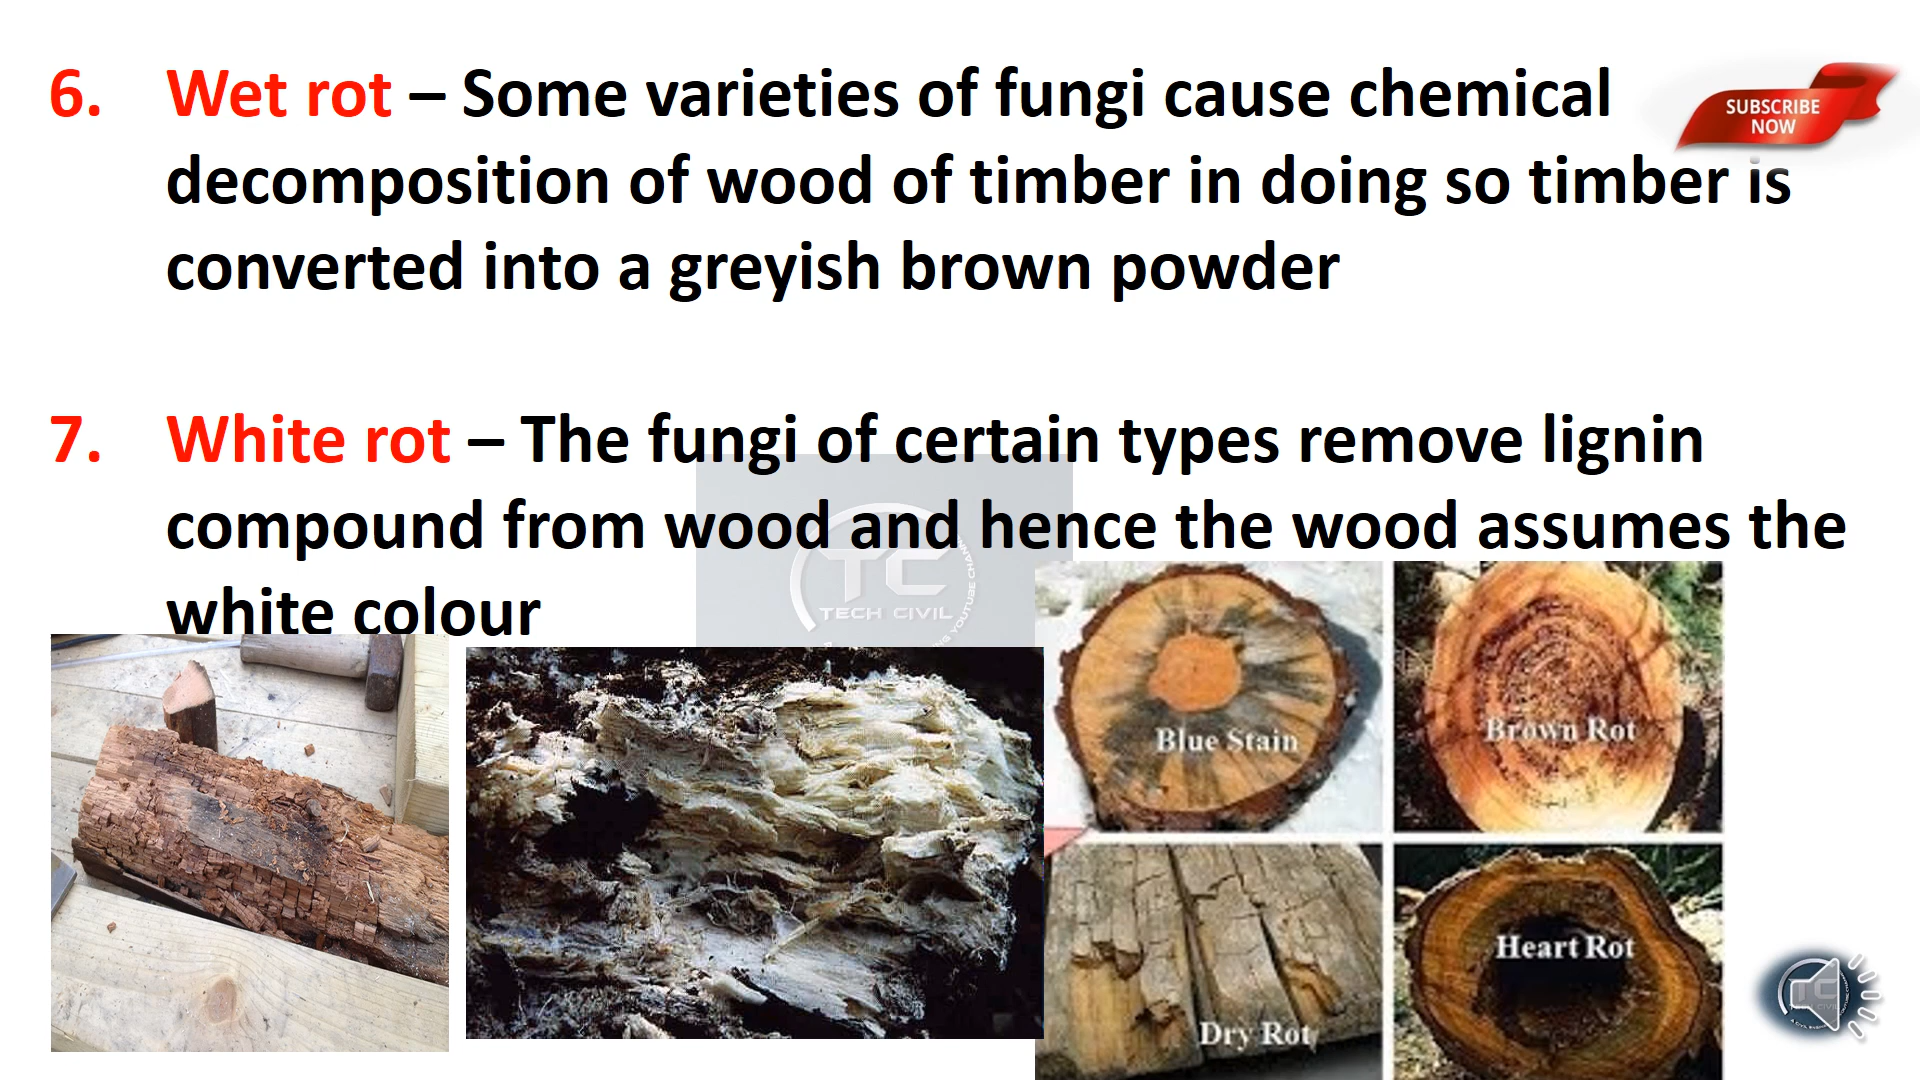 6. Wet rot – Some varieties of fungi cause chemical
decomposition of wood of timber in doing so timber is
converted into a greyish brown powder
SUBSCRIBE
NOW
7. White rot – The fungi of certain types remove lignin
compound from wood and hence the wood assumes the
white colour
TC
TECH CIVIL
Blue Stain
Brown Rot
Dry Rot
Heart Rot